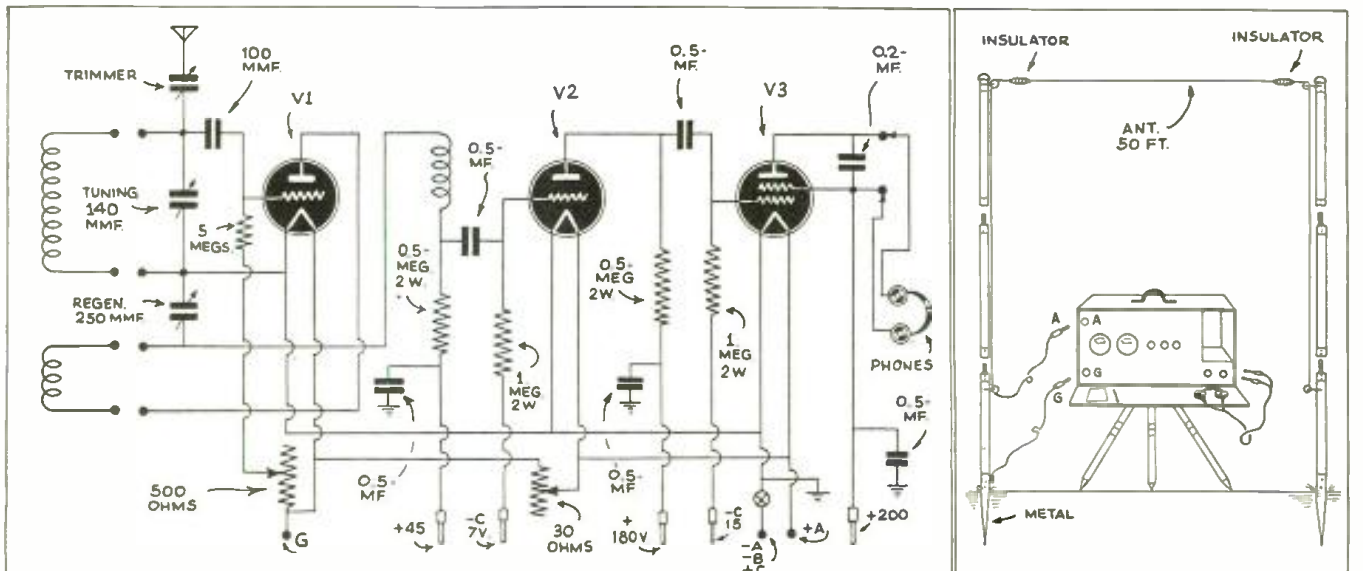 TRIMMER
100
MMF.
V1
TUNING
140
MMF.
5
MEGS.
REGEN.
250 MMF.
500
OHMS
G
0.5-
MF.
0.5-
MEG
2W.
0.5-
MF
+45
-C
7V.
1
MEG
2W
30
OHMS
V2
0.5-
MF.
0.5-
MEG
2W
0.5-
MF
+
180V
1
MEG
2W
-C
15
V3
0.2-
MF.
PHONES
0.5-
MF.
-A
-B
+C
+A
+200
INSULATOR
INSULATOR
ANT.
50 FT.
A
A
G
G
METAL